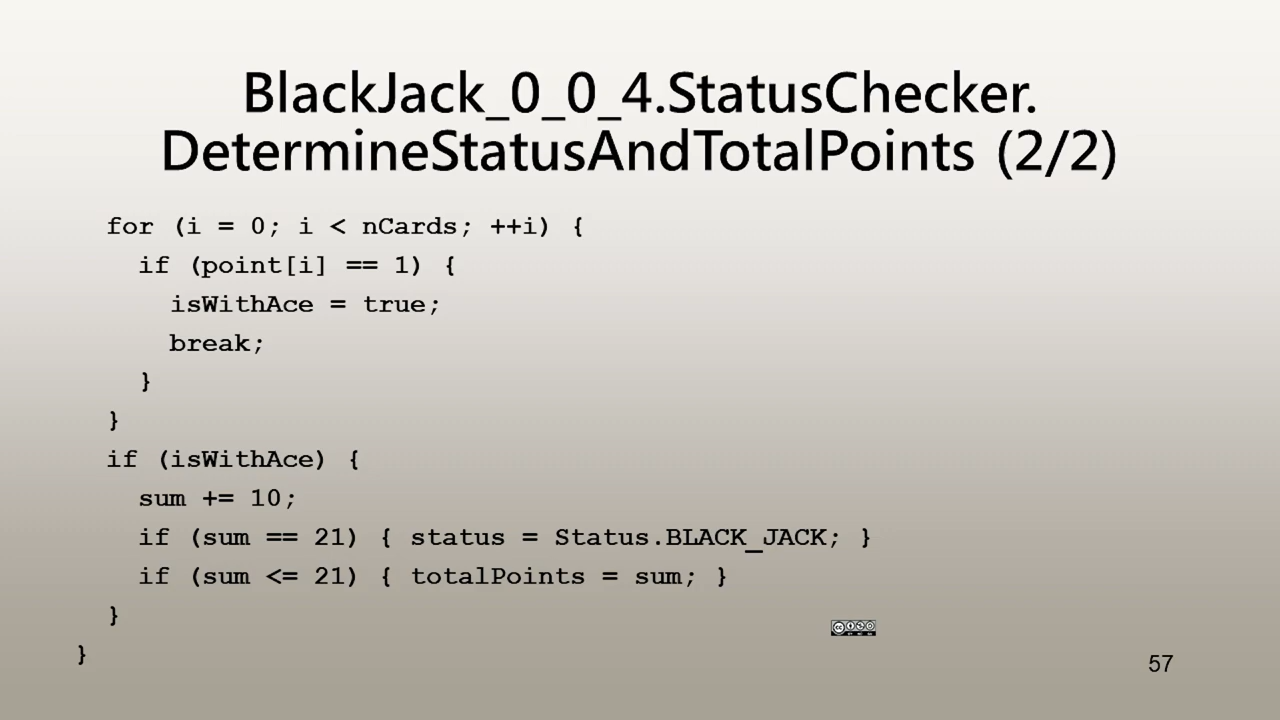 BlackJack_0_0_4.StatusChecker.
DetermineStatusAndTotalPoints (2/2)
for (i = 0; i < nCards; ++i) {
if (point[i] == 1) {
isWithAce = true;
break;
}
}
if (isWithAce) {
sum += 10;
if (sum == 21) { status = Status.BLACK_JACK; }
if (sum <= 21) { totalPoints = sum; }
}
}
57